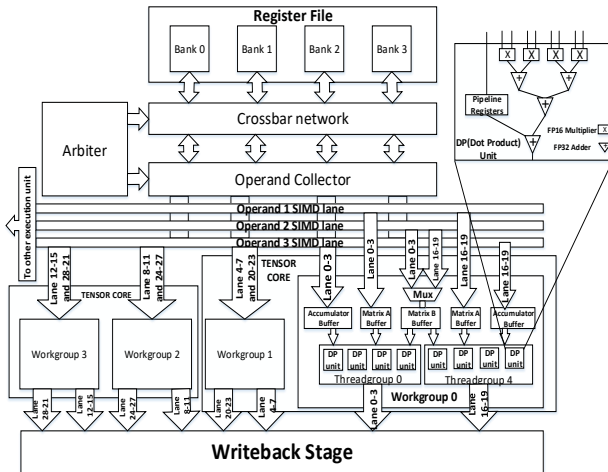 Register File
Bank 0
Bank 1
Bank 2
Bank 3
Crossbar network
Arbiter
Operand Collector
Operand 1 SIMD lane
Operand 2 SIMD lane
Operand 3 SIMD lane
To other execution unit
X
X
X
X
+
+
+
+
Pipeline
Registers
FP16 Multiplier X
FP32 Adder +
DP(Dot Product)
Unit
Lane 12-15
and 28-21
Lane 8-11
and 24-27
Lane 4-7
and 20-23
TENSOR
CORE
Lane 0-3
Lane 0-3
Lane 0-3
Lane 16-19
Lane 16-19
Lane 16-19
Mux
TENSOR CORE
Accumulator
Buffer
Matrix A
Buffer
Matrix B
Buffer
Matrix A
Buffer
Accumulator
Buffer
Workgroup 3
Workgroup 2
Workgroup 1
DP
unit
DP
unit
DP
unit
DP
unit
DP
unit
DP
unit
DP
unit
DP
unit
Threadgroup 0
Threadgroup 4
Workgroup 0
Lane
28-21
Lane
12-15
Lane
24-27
Lane
8-11
Lane
20-23
Lane
4-7
Lane 0-3
Lane
16-19
Writeback Stage